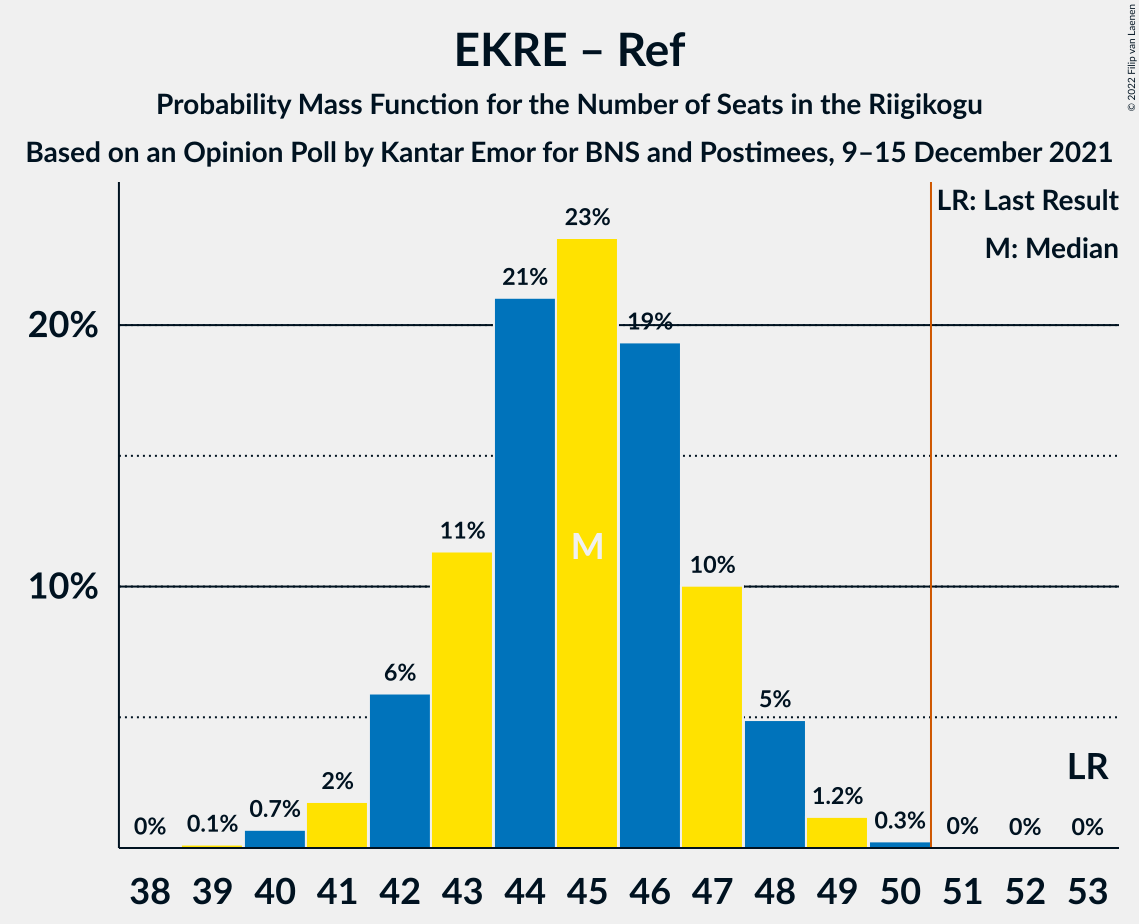 EKRE – Ref
Probability Mass Function for the Number of Seats in the Riigikogu
Based on an Opinion Poll by Kantar Emor for BNS and Postimees, 9–15 December 2021
© 2022 Filip van Laenen
LR: Last Result
M: Median
20%
10%
0% 0.1% 0.7% 2% 6% 11% 21% 23% 19% 10% 5% 1.2% 0.3% 0% 0% 0%
M
LR
38 39 40 41 42 43 44 45 46 47 48 49 50 51 52 53